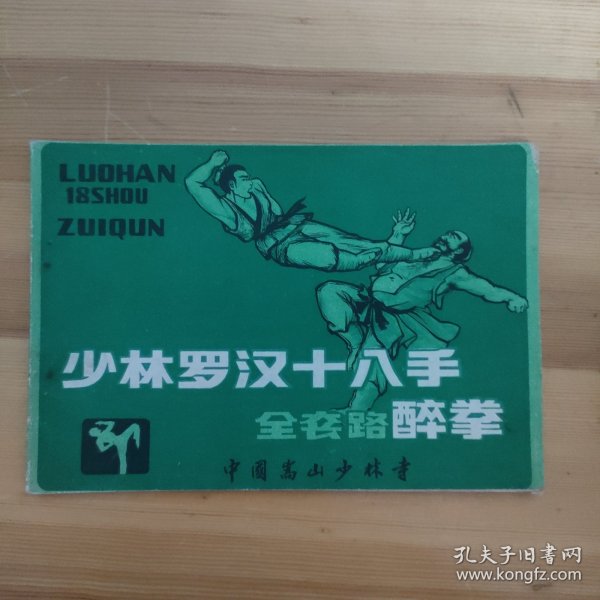 LUOHAN
18SHOU
ZUIQUN
少林罗汉十八手
全套路醉拳
中國嵩山少林寺
孔夫子旧书网
www.kongfz.com